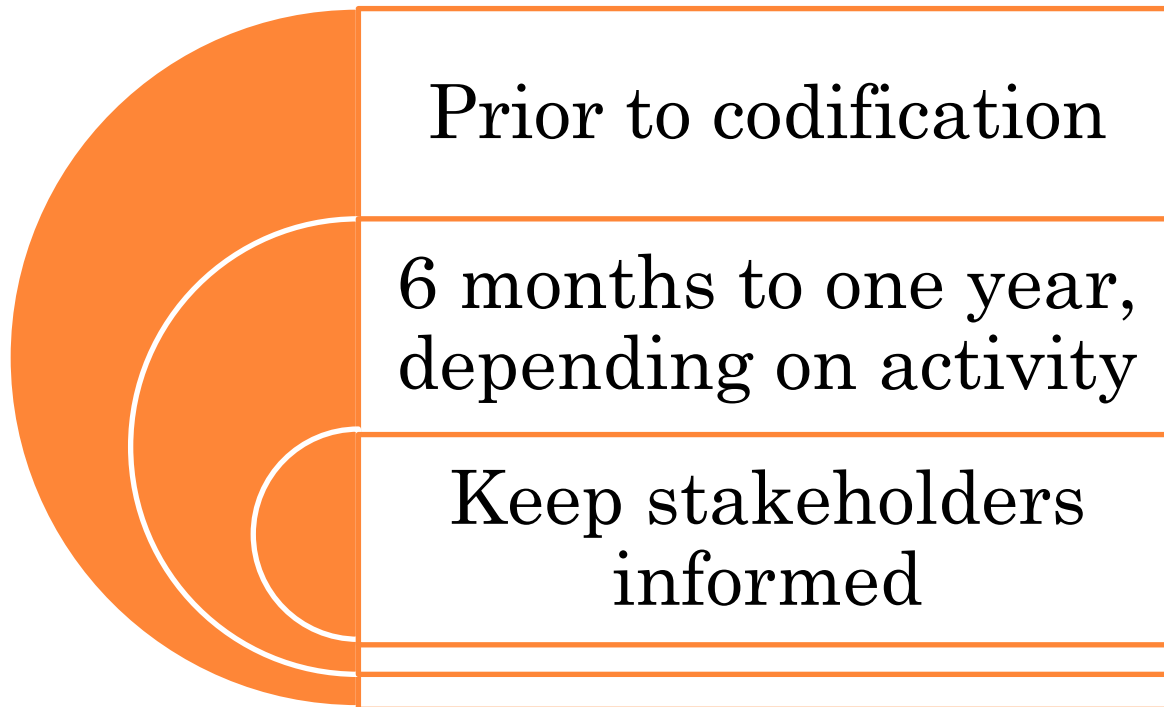 Prior to codification
6 months to one year,
depending on activity
Keep stakeholders
informed